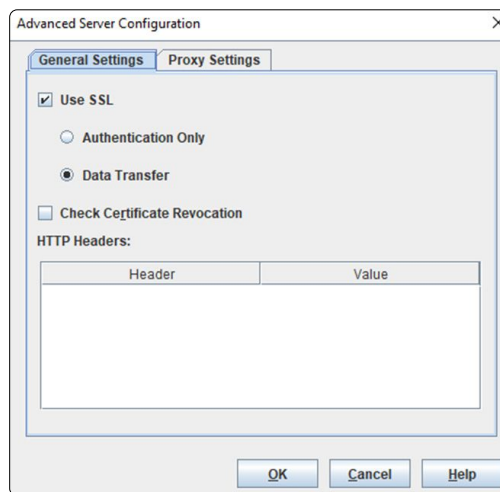 Advanced Server Configuration
General Settings Proxy Settings
Use SSL
Authentication Only
Data Transfer
Check Certificate Revocation
HTTP Headers:
Header Value
OK Cancel Help